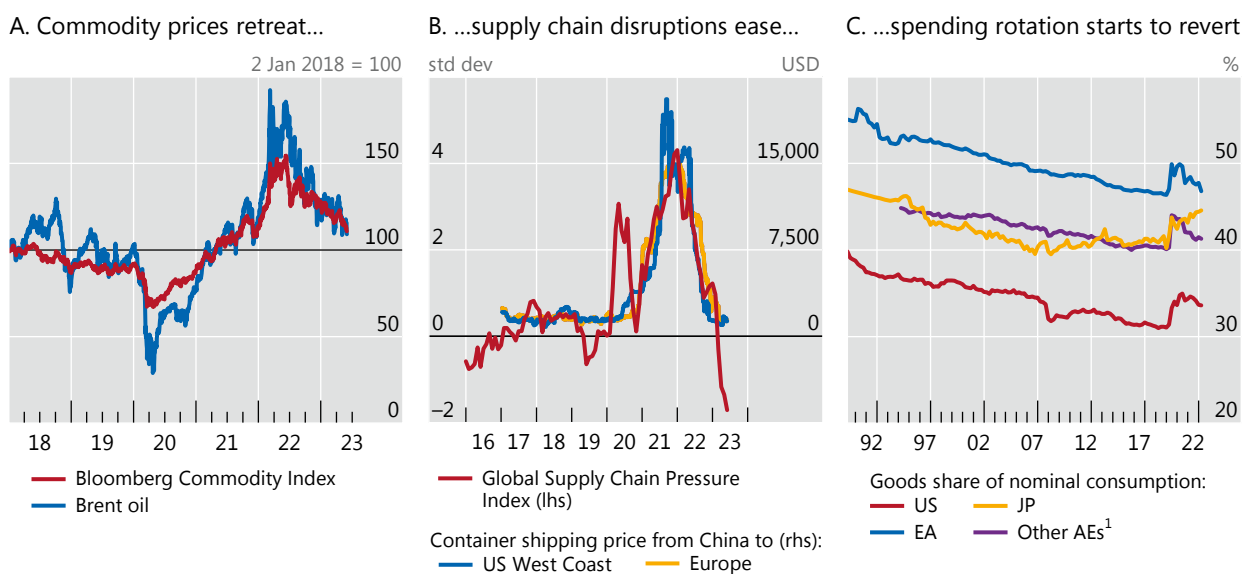 A. Commodity prices retreat...
2 Jan 2018 = 100
150
100
50
0
18 19 20 21 22 23
Bloomberg Commodity Index
Brent oil
B. ...supply chain disruptions ease...
std dev USD
4 15,000
2 7,500
0 0
–2
16 17 18 19 20 21 22 23
Global Supply Chain Pressure
Index (lhs)
Container shipping price from China to (rhs):
US West Coast Europe
C. ...spending rotation starts to revert
%
50
40
30
20
92 97 02 07 12 17 22
Goods share of nominal consumption:
US JP
EA Other AEs¹